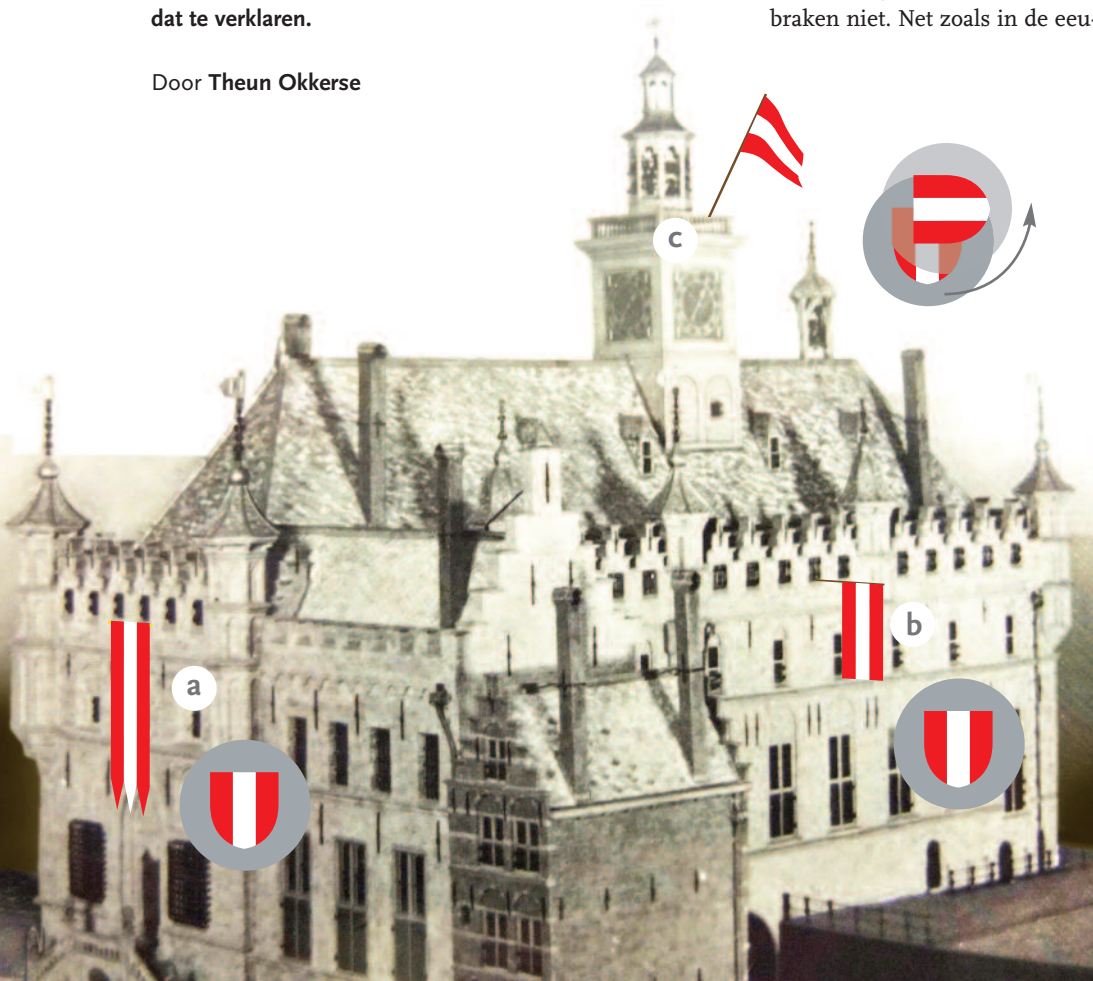 dat te verklaren.
Door Theun Okkerse
braken niet. Net zoals in de eeu-
c
b
a